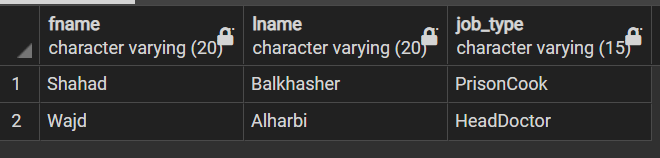 fname lname job_type
character varying (20) character varying (20) character varying (15)
1 Shahad Balkhasher PrisonCook
2 Wajd Alharbi HeadDoctor